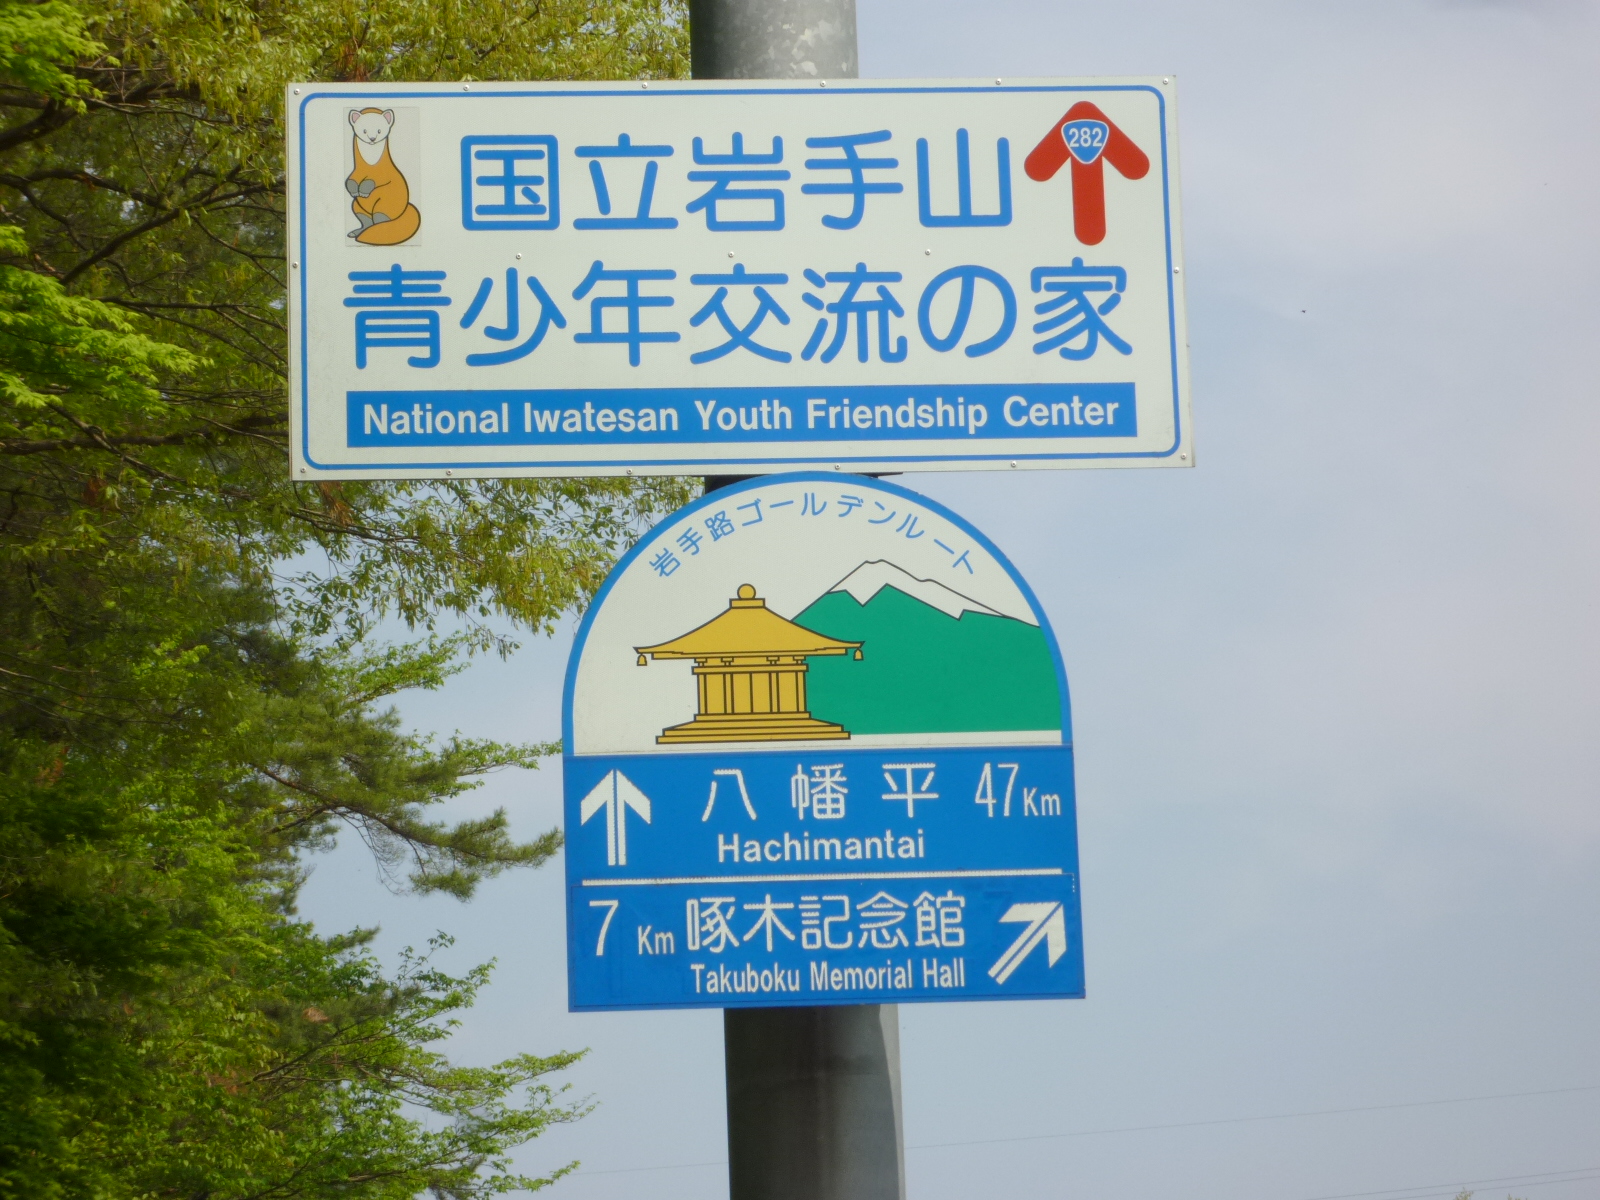 国立岩手山
282
青少年交流の家
National Iwatesan Youth Friendship Center
岩手路ゴールデンルート
八幡平 47Km
Hachimantai
7 Km 啄木記念館
Takuboku Memorial Hall